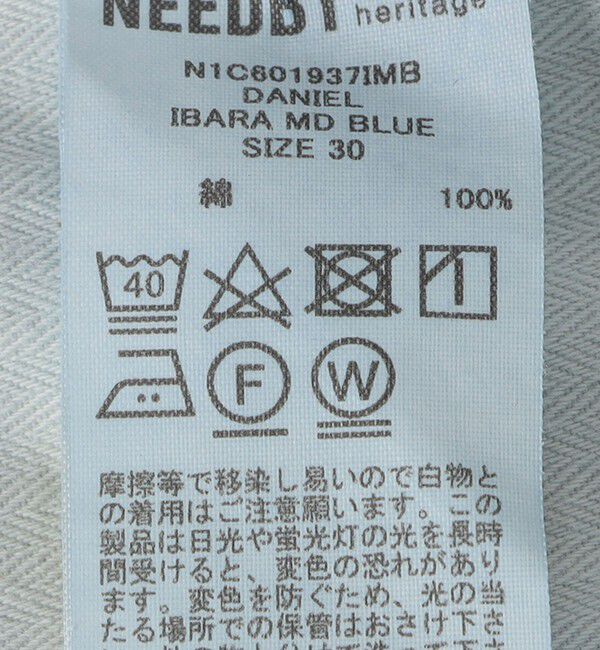 NEEDBY heritage
N1C601937IMB
DANIEL
IBARA MD BLUE
SIZE 30
綿 100%
40
F W
摩擦等で移染し易いので白物と
の着用はご注意願います。この
製品は日光や蛍光灯の光を長時
間受けると、変色の恐れがあり
ます。変色を防ぐため、光の当
たる場所での保管はおさけ下さ